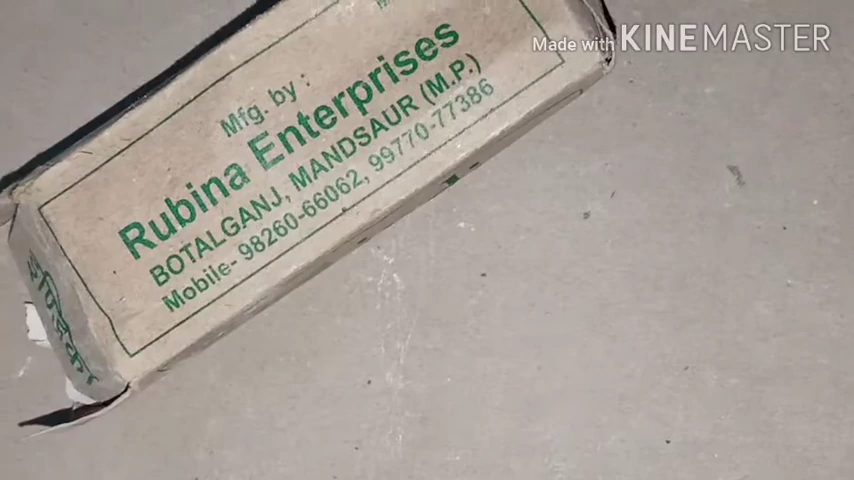 Made with KINEMASTER
Mfg. by :
Rubina Enterprises
BOTALGANJ, MANDSAUR (M.P.)
Mobile- 98260-66062, 99770-77386